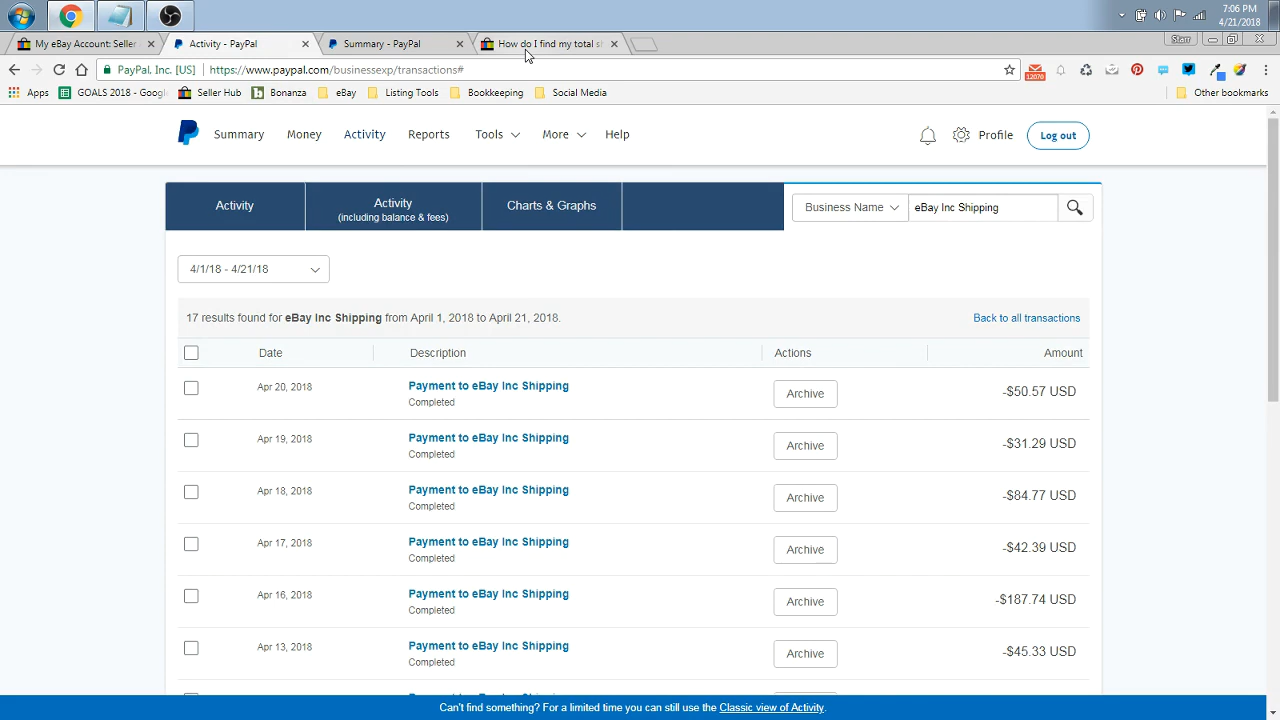 7:06 PM
4/21/2018
My eBay Account: Seller
Activity - PayPal
Summary - PayPal
How do I find my total sh
Starr
PayPal, Inc. [US]
https://www.paypal.com/businessexp/transactions#
12070
Apps
GOALS 2018 - Google
Seller Hub
Bonanza
eBay
Listing Tools
Bookkeeping
Social Media
Other bookmarks
Summary
Money
Activity
Reports
Tools
More
Help
Profile
Log out
Activity
Activity
(including balance & fees)
Charts & Graphs
Business Name
eBay Inc Shipping
4/1/18 - 4/21/18
17 results found for eBay Inc Shipping from April 1, 2018 to April 21, 2018.
Back to all transactions
Date
Description
Actions
Amount
Apr 20, 2018
Payment to eBay Inc Shipping
Completed
Archive
-$50.57 USD
Apr 19, 2018
Payment to eBay Inc Shipping
Completed
Archive
-$31.29 USD
Apr 18, 2018
Payment to eBay Inc Shipping
Completed
Archive
-$84.77 USD
Apr 17, 2018
Payment to eBay Inc Shipping
Completed
Archive
-$42.39 USD
Apr 16, 2018
Payment to eBay Inc Shipping
Completed
Archive
-$187.74 USD
Apr 13, 2018
Payment to eBay Inc Shipping
Completed
Archive
-$45.33 USD
Can't find something? For a limited time you can still use the Classic view of Activity.